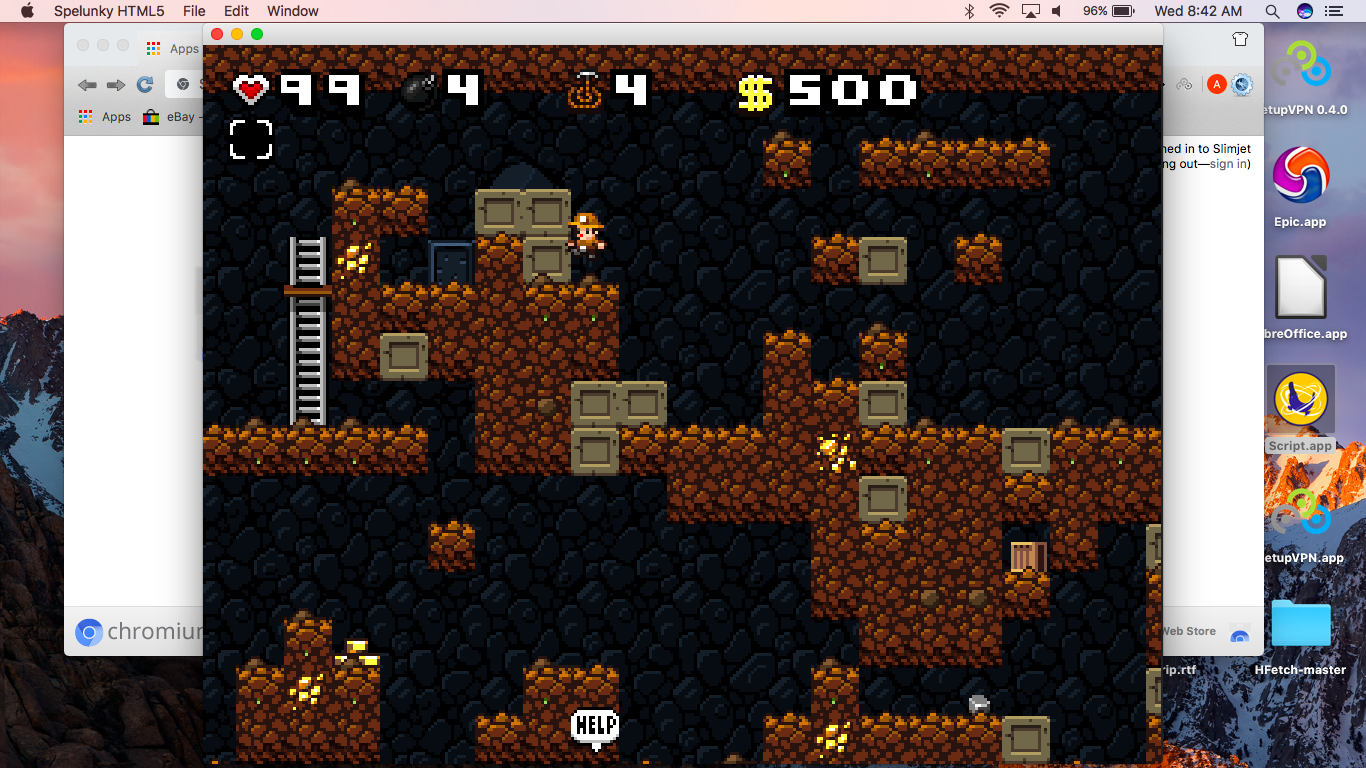 Spelunky HTML5 File Edit Window 96% Wed 8:42 AM
Apps
99 4 4 $500
A
Apps eBay
etupVPN 0.4.0
ned in to Slimjet
ng out—sign in)
Epic.app
breOffice.app
Script.app
etupVPN.app
chromium
Web Store
rip.rtf
HFetch-master
HELP